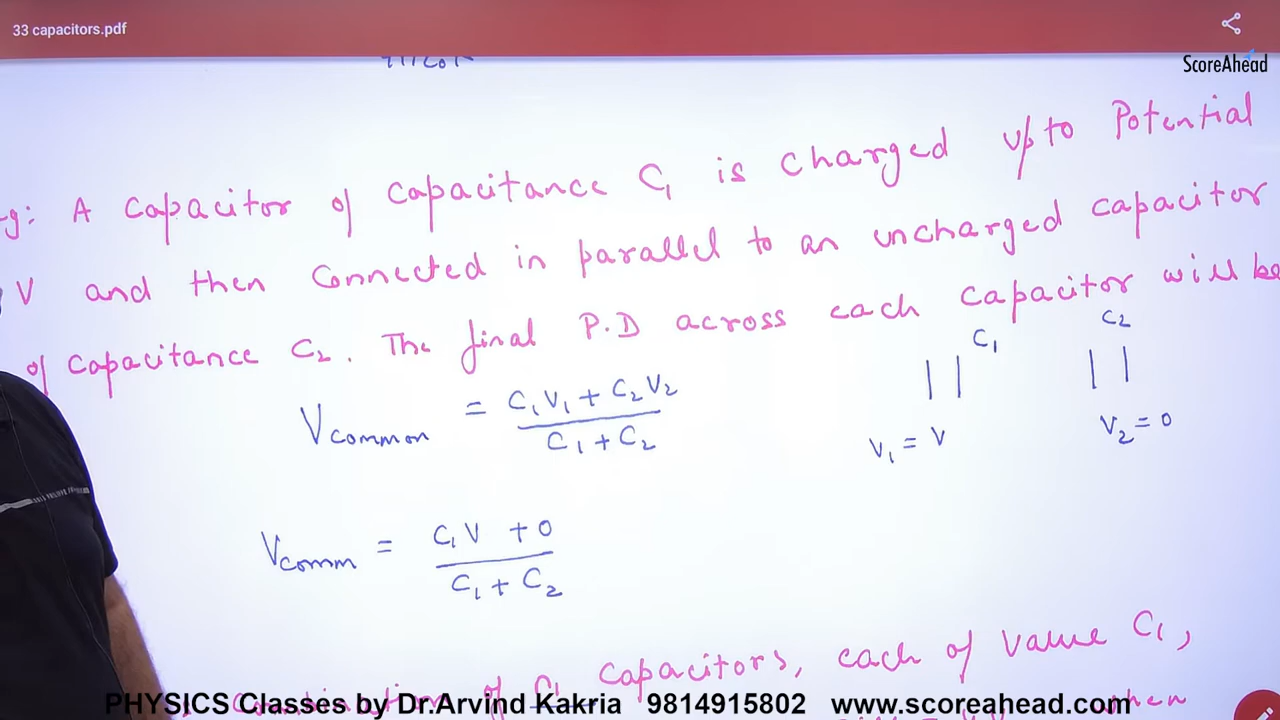 33 capacitors.pdf
ScoreAhead
g: A capacitor of capacitance C₁ is charged upto Potential
V and then connected in parallel to an uncharged capacitor
of capacitance C₂. The final P.D across each capacitor will be
C₁ C₂
V₁ = V V₂ = 0
Vcommon = C₁V₁ + C₂V₂ / C₁ + C₂
Vcomm = C₁V + 0 / C₁ + C₂
capacitors, each of value C₁,
when
PHYSICS Classes by Dr.Arvind Kakria 9814915802 www.scoreahead.com